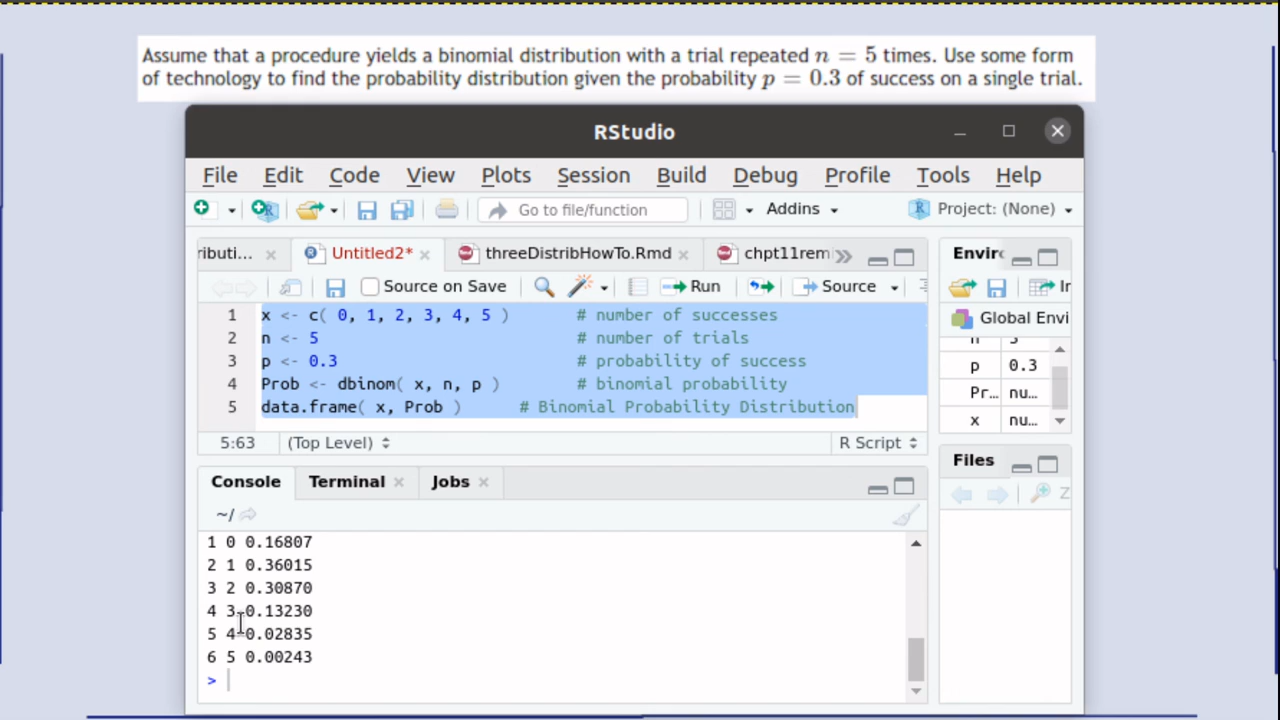 Assume that a procedure yields a binomial distribution with a trial repeated n = 5 times. Use some form
of technology to find the probability distribution given the probability p = 0.3 of success on a single trial.
RStudio
File Edit Code View Plots Session Build Debug Profile Tools Help
Go to file/function Addins Project: (None)
ributi... Untitled2* threeDistribHowTo.Rmd chpt11rem
Source on Save Run Source
1 x <- c( 0, 1, 2, 3, 4, 5 ) # number of successes
2 n <- 5 # number of trials
3 p <- 0.3 # probability of success
4 Prob <- dbinom( x, n, p ) # binomial probability
5 data.frame( x, Prob ) # Binomial Probability Distribution
5:63 (Top Level) R Script
Console Terminal Jobs
~/
1 0 0.16807
2 1 0.36015
3 2 0.30870
4 3 0.13230
5 4 0.02835
6 5 0.00243
>
Envir
Global Envi
n 5
p 0.3
Pr... nu...
x nu...
Files